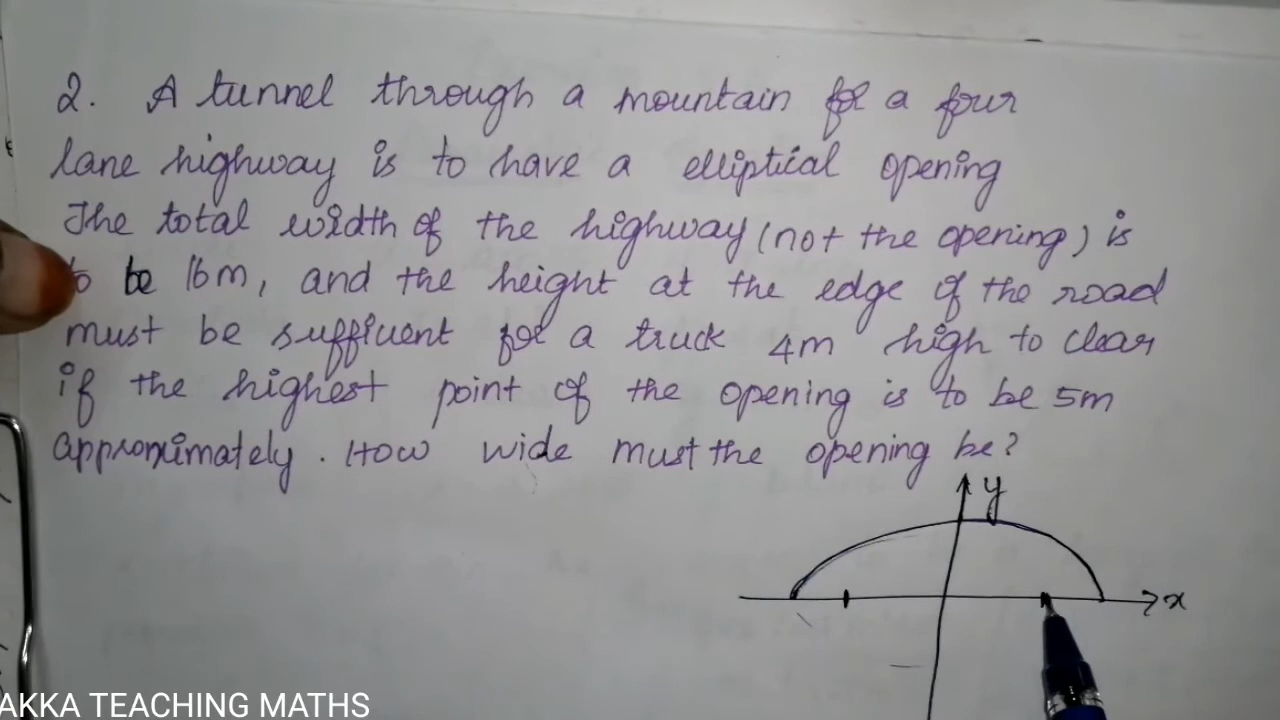 2. A tunnel through a mountain for a four
lane highway is to have a elliptical opening
The total width of the highway (not the opening) is
to be 16m, and the height at the edge of the road
must be sufficent for a truck 4m high to clear
if the highest point of the opening is to be 5m
approximately. How wide must the opening be?
y
x
AKKA TEACHING MATHS